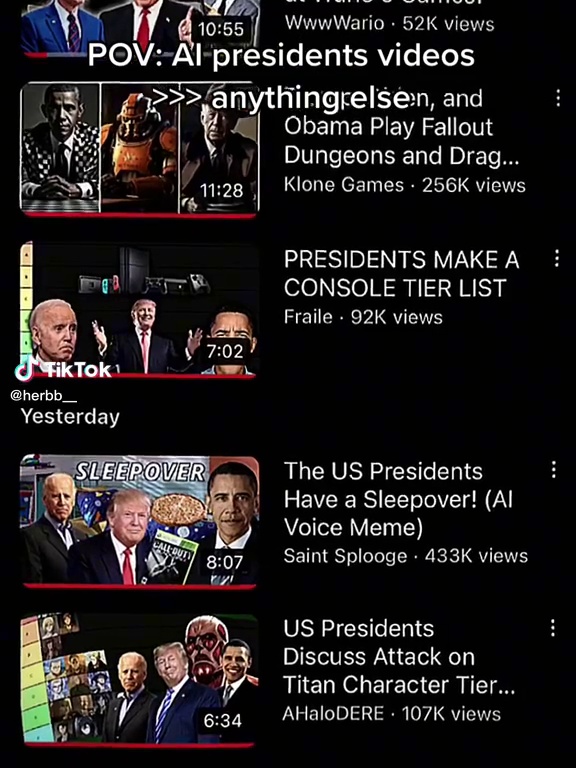 at Trivia Games!
WwwWario · 52K views
10:55
POV: AI presidents videos
>>> anything else
en, and
Obama Play Fallout
Dungeons and Drag...
Klone Games · 256K views
11:28
PRESIDENTS MAKE A
CONSOLE TIER LIST
Fraile · 92K views
7:02
TikTok
@herbb__
Yesterday
SLEEPOVER
CALL·DUTY
8:07
The US Presidents
Have a Sleepover! (AI
Voice Meme)
Saint Splooge · 433K views
US Presidents
Discuss Attack on
Titan Character Tier...
AHaloDERE · 107K views
6:34